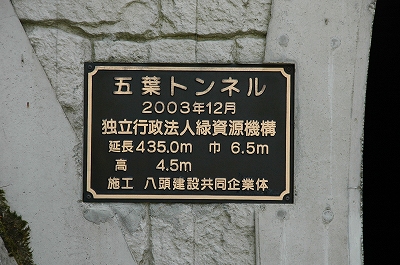 五葉トンネル
2003年12月
独立行政法人緑資源機構
延長435.0m 巾 6.5m
高 4.5m
施工 八頭建設共同企業体